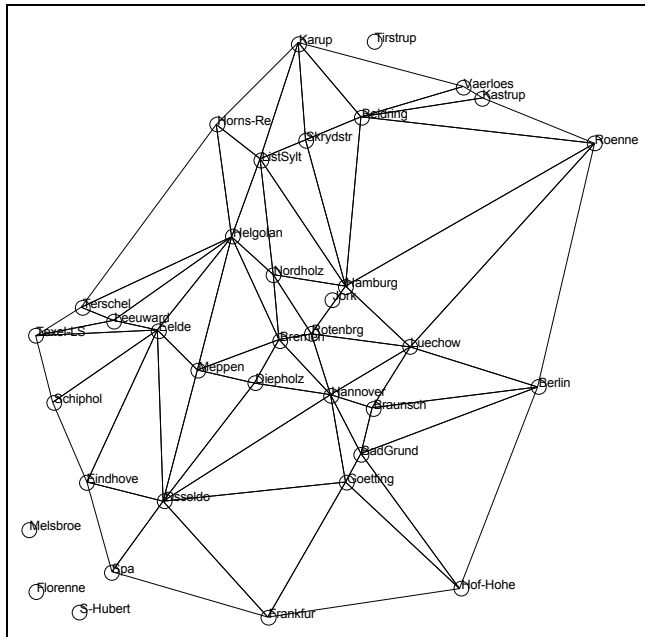 Karup
Tirstrup
Vaerloes
Kastrup
Beldring
Horns-Re
Skrydstr
Roenne
ListSylt
Helgolan
Nordholz
Hamburg
Jork
Terschel
Leeuward
Texel-LS
Eelde
Bremen
Rotenbrg
Luechow
Meppen
Diepholz
Berlin
Schiphol
Hannover
Braunsch
BadGrund
Eindhove
Goetting
Dsseldo
Melsbroe
Spa
Florenne
Hof-Hohe
S-Hubert
Frankfur